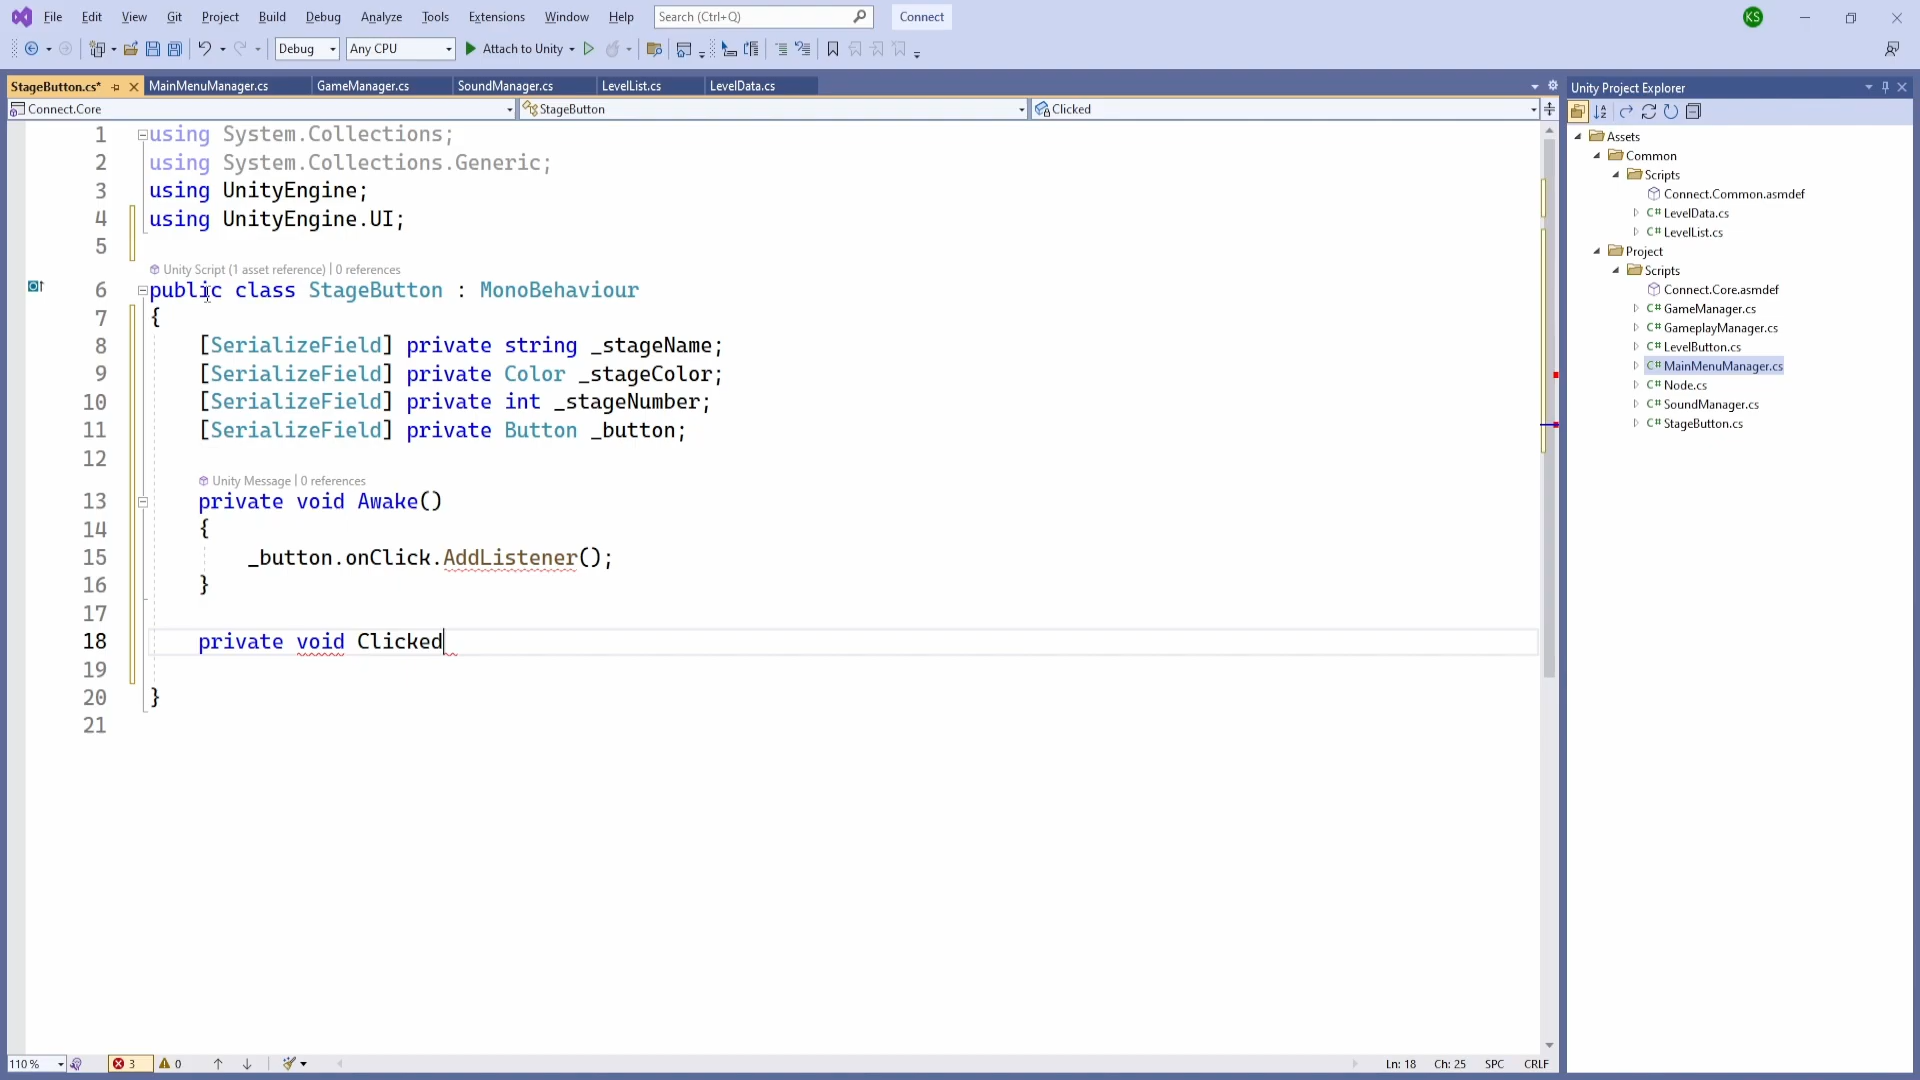 File Edit View Git Project Build Debug Analyze Tools Extensions Window Help Search (Ctrl+Q) Connect KS
Debug Any CPU Attach to Unity
StageButton.cs* MainMenuManager.cs GameManager.cs SoundManager.cs LevelList.cs LevelData.cs
Connect.Core StageButton Clicked
1 using System.Collections;
2 using System.Collections.Generic;
3 using UnityEngine;
4 using UnityEngine.UI;
5
Unity Script (1 asset reference) | 0 references
6 public class StageButton : MonoBehaviour
7 {
8 [SerializeField] private string _stageName;
9 [SerializeField] private Color _stageColor;
10 [SerializeField] private int _stageNumber;
11 [SerializeField] private Button _button;
12
Unity Message | 0 references
13 private void Awake()
14 {
15 _button.onClick.AddListener();
16 }
17
18 private void Clicked
19
20 }
21
110 % 3 0 Ln: 18 Ch: 25 SPC CRLF
Unity Project Explorer
Assets
Common
Scripts
Connect.Common.asmdef
C# LevelData.cs
C# LevelList.cs
Project
Scripts
Connect.Core.asmdef
C# GameManager.cs
C# GameplayManager.cs
C# LevelButton.cs
C# MainMenuManager.cs
C# Node.cs
C# SoundManager.cs
C# StageButton.cs